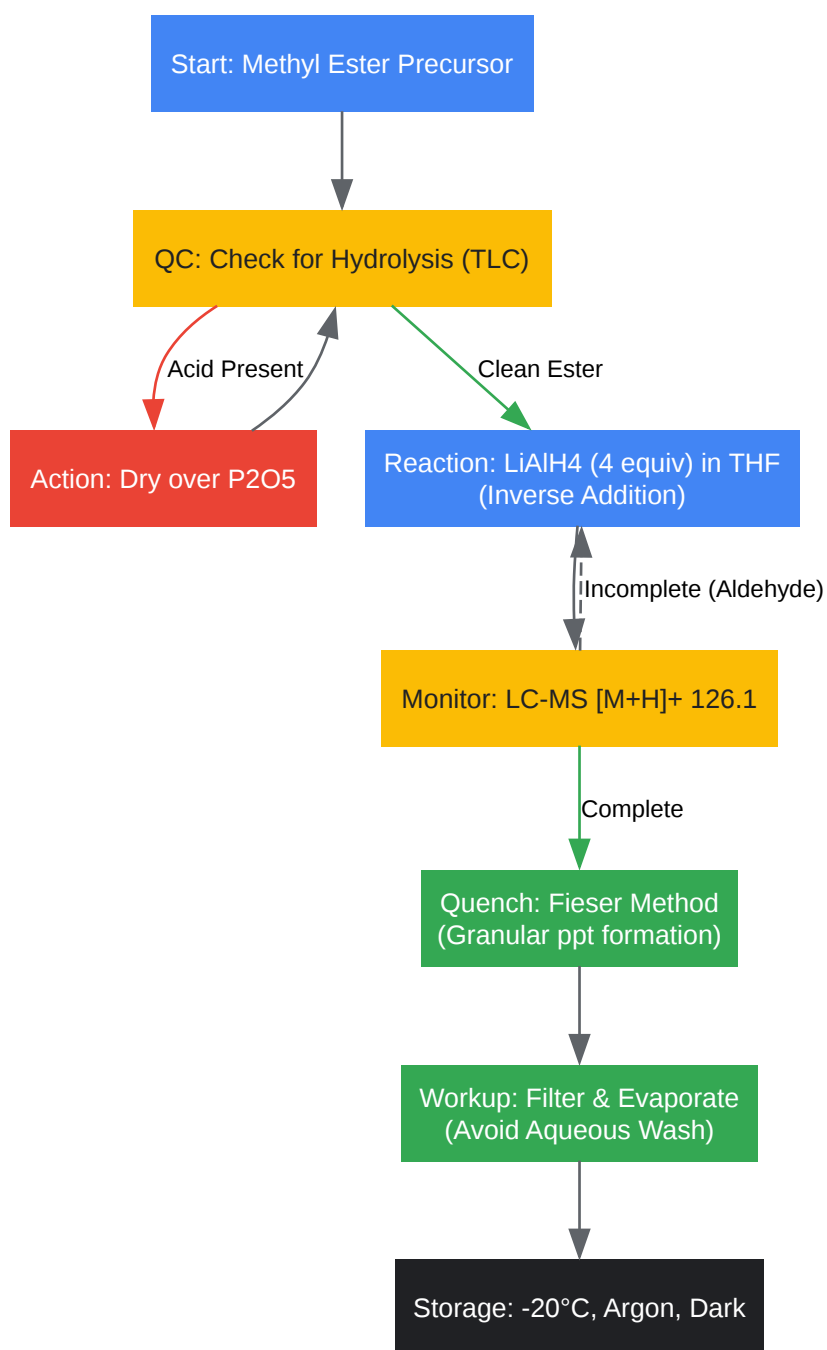 Start: Methyl Ester Precursor
QC: Check for Hydrolysis (TLC)
Acid Present
Clean Ester
Action: Dry over P2O5
Reaction: LiAlH4 (4 equiv) in THF
(Inverse Addition)
Incomplete (Aldehyde)
Monitor: LC-MS [M+H]+ 126.1
Complete
Quench: Fieser Method
(Granular ppt formation)
Workup: Filter & Evaporate
(Avoid Aqueous Wash)
Storage: -20°C, Argon, Dark